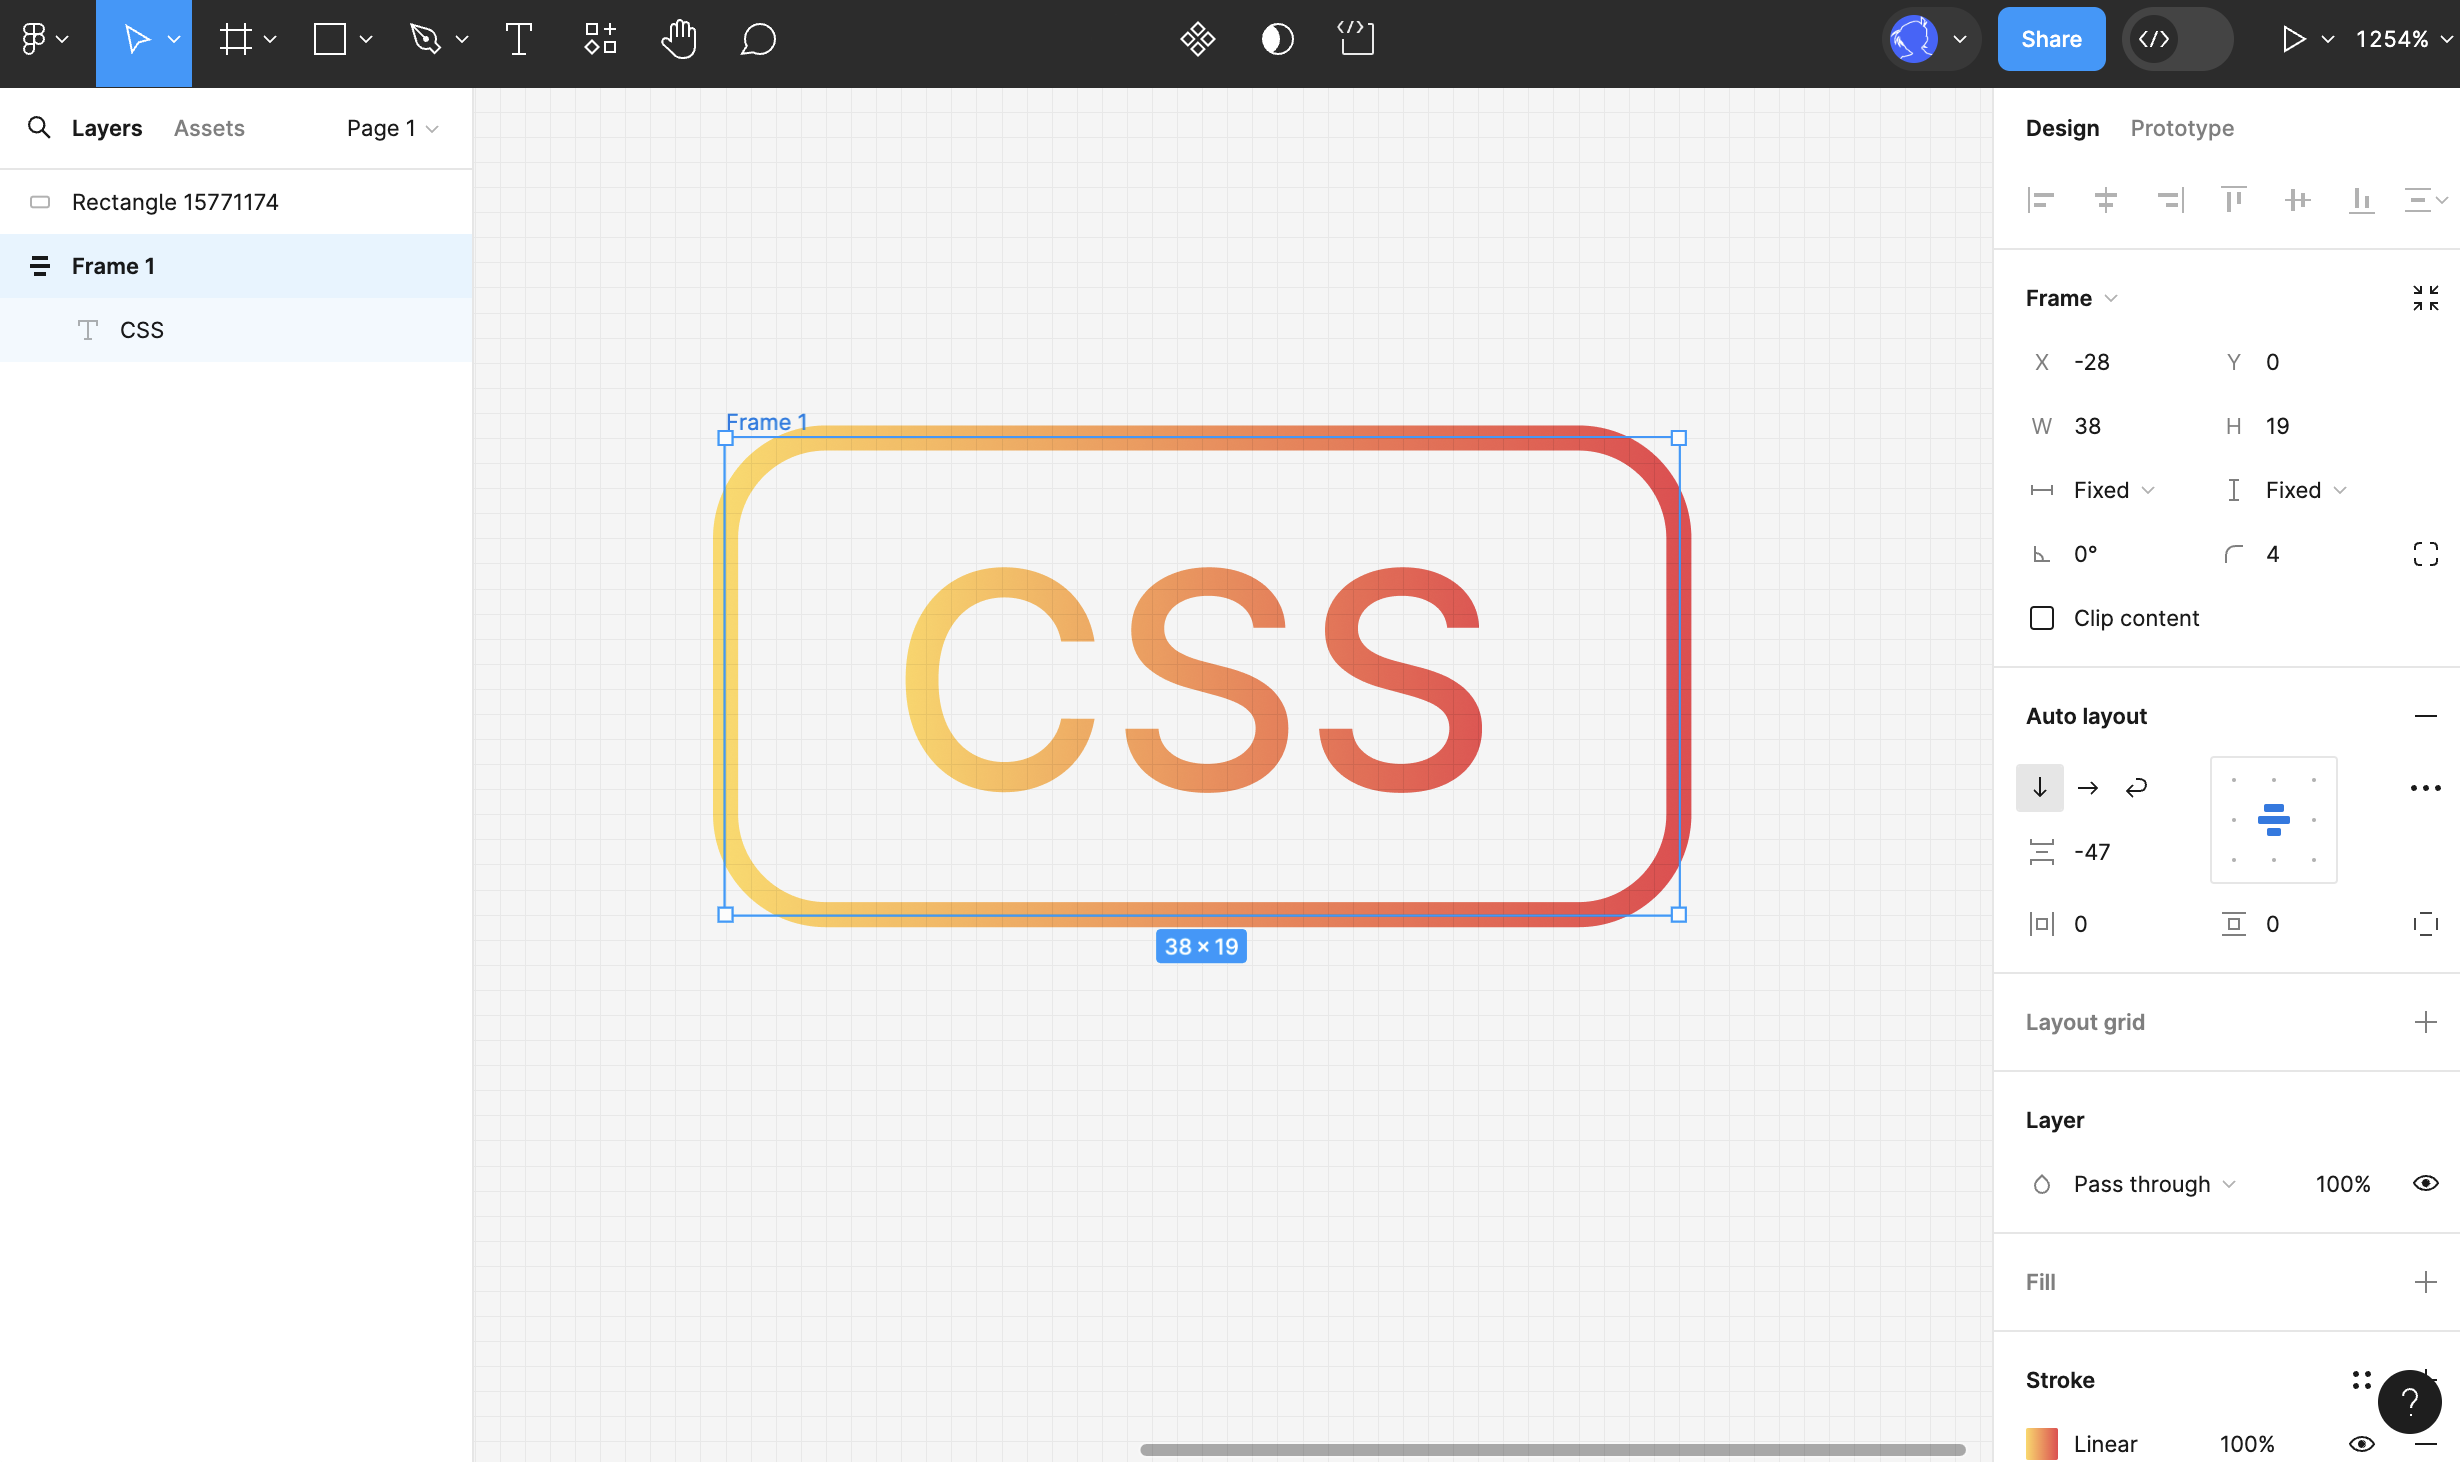 Share
1254%
Layers
Assets
Page 1
Rectangle 15771174
Frame 1
CSS
Frame 1
CSS
38 × 19
Design
Prototype
Frame
X -28
Y 0
W 38
H 19
Fixed
Fixed
0°
4
Clip content
Auto layout
-47
0
0
Layout grid
Layer
Pass through
100%
Fill
Stroke
Linear
100%
?